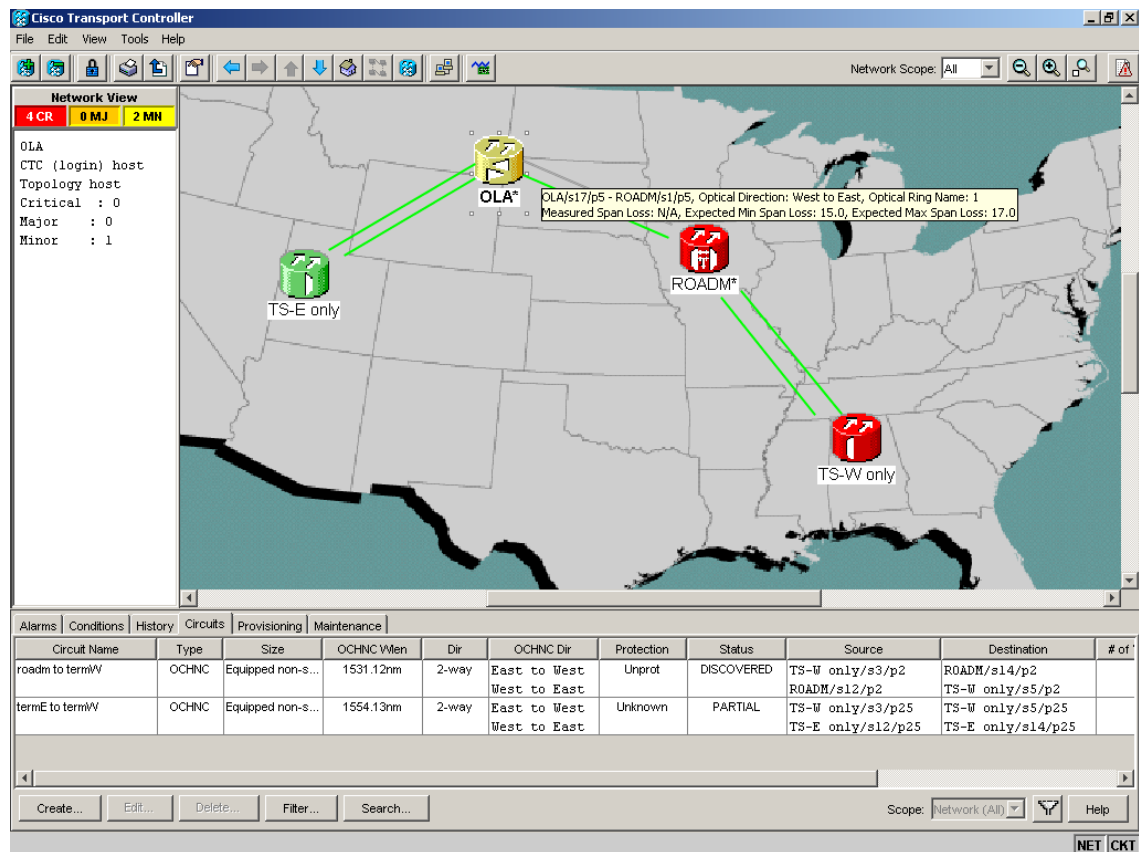 Cisco Transport Controller
File Edit View Tools Help
Network Scope: All
Network View
4 CR 0 MJ 2 MN
OLA
CTC (login) host
Topology host
Critical : 0
Major : 0
Minor : 1
OLA*
OLA/s17/p5 - ROADM/s1/p5, Optical Direction: West to East, Optical Ring Name: 1
Measured Span Loss: N/A, Expected Min Span Loss: 15.0, Expected Max Span Loss: 17.0
ROADM*
TS-E only
TS-W only
Alarms Conditions History Circuits Provisioning Maintenance
Circuit Name Type Size OCHNC Wlen Dir OCHNC Dir Protection Status Source Destination # of
roadm to termW OCHNC Equipped non-s... 1531.12nm 2-way East to West Unprot DISCOVERED TS-W only/s3/p2 ROADM/s14/p2
West to East ROADM/s12/p2 TS-W only/s5/p2
termE to termW OCHNC Equipped non-s... 1554.13nm 2-way East to West Unknown PARTIAL TS-W only/s3/p25 TS-W only/s5/p25
West to East TS-E only/s12/p25 TS-E only/s14/p25
Create... Edit... Delete... Filter... Search... Scope: Network (All) Help
NET CKT